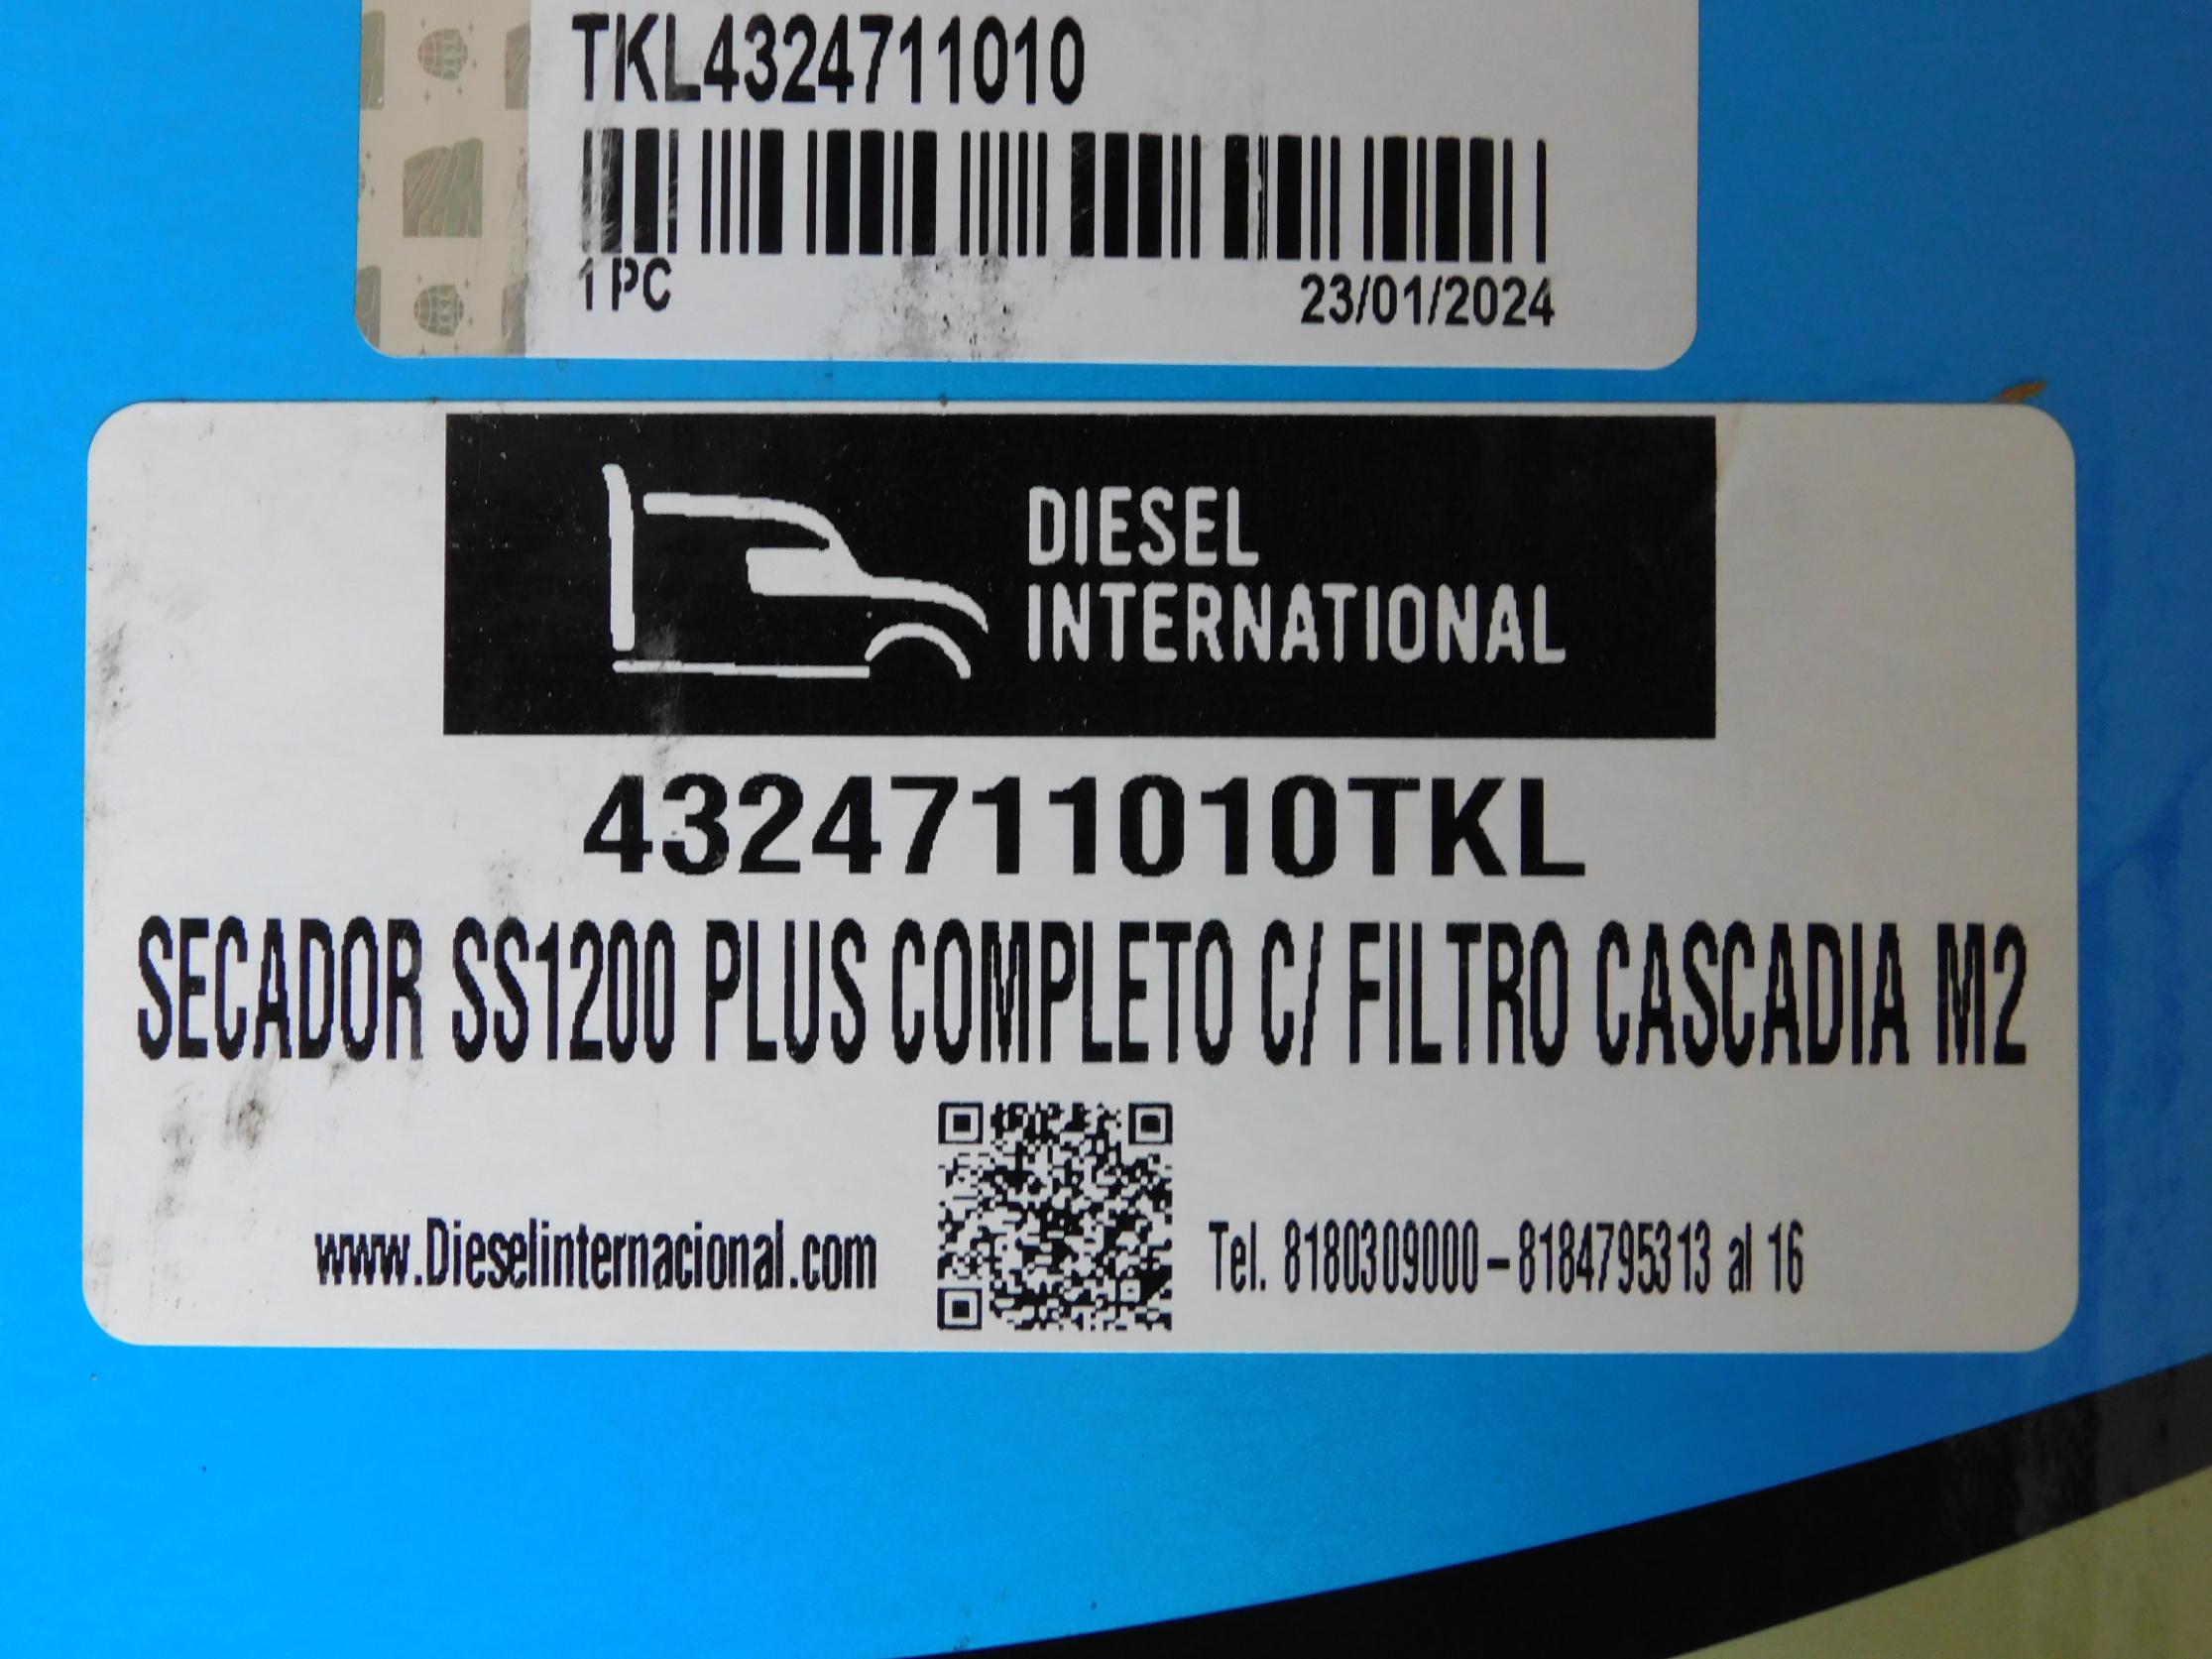 TKL4324711010
1 PC
23/01/2024
DIESEL
INTERNATIONAL
4324711010TKL
SECADOR SS1200 PLUS COMPLETO C/ FILTRO CASCADIA M2
www.Dieselinternacional.com
Tel. 8180309000-8184795313 al 16